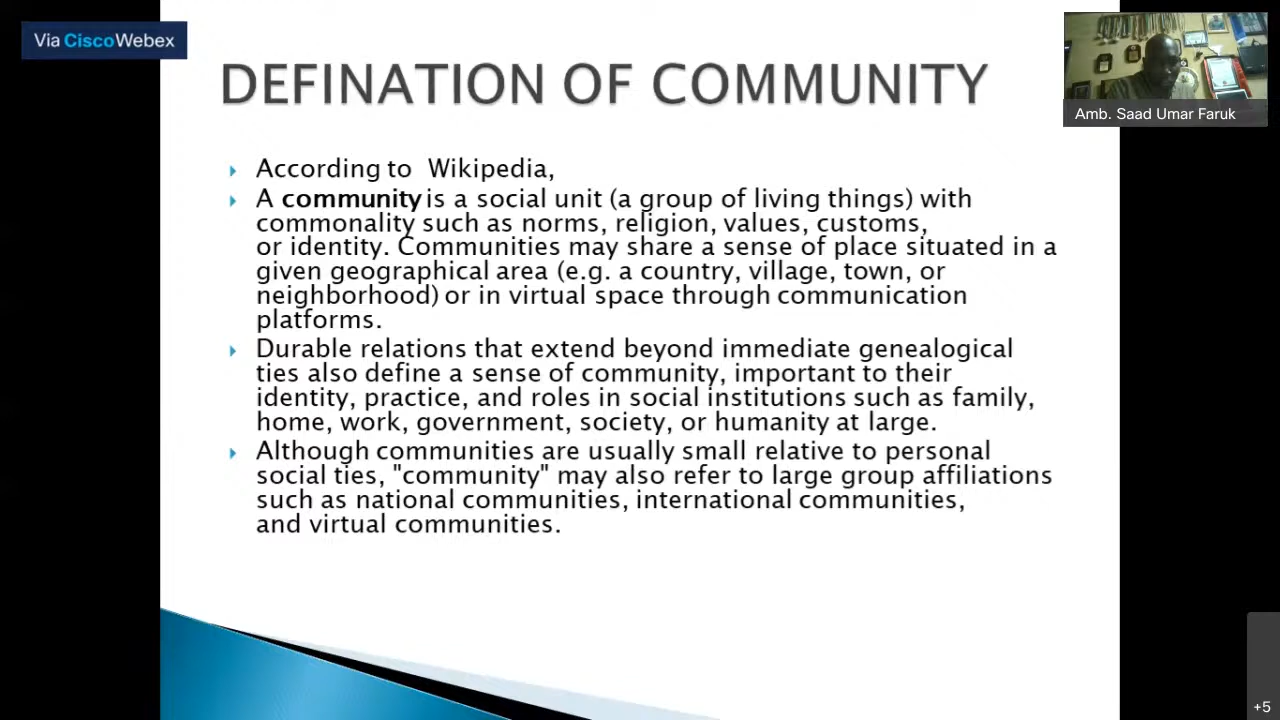 Via CiscoWebex
DEFINATION OF COMMUNITY
Amb. Saad Umar Faruk
According to Wikipedia,
A community is a social unit (a group of living things) with
commonality such as norms, religion, values, customs,
or identity. Communities may share a sense of place situated in a
given geographical area (e.g. a country, village, town, or
neighborhood) or in virtual space through communication
platforms.
Durable relations that extend beyond immediate genealogical
ties also define a sense of community, important to their
identity, practice, and roles in social institutions such as family,
home, work, government, society, or humanity at large.
Although communities are usually small relative to personal
social ties, "community" may also refer to large group affiliations
such as national communities, international communities,
and virtual communities.
+5